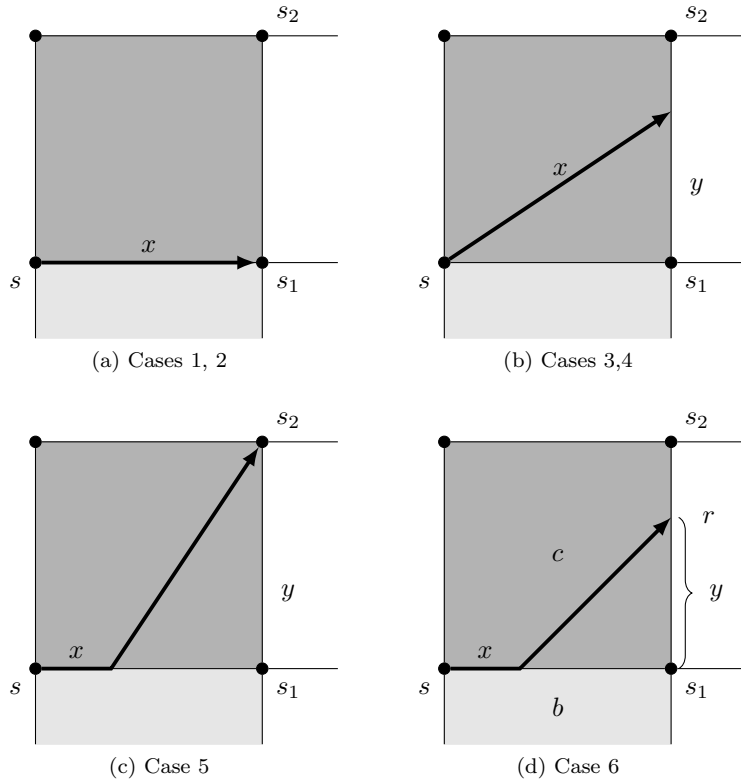 s₂
x
s
s₁
(a) Cases 1, 2
s₂
x
y
s
s₁
(b) Cases 3,4
s₂
y
x
s
s₁
(c) Case 5
s₂
r
c
y
x
s
s₁
b
(d) Case 6